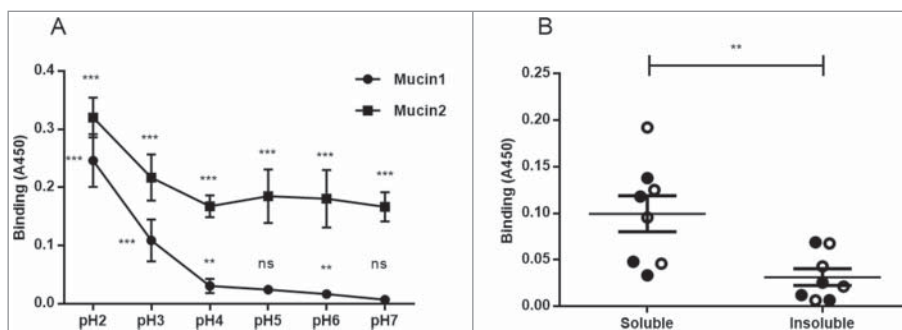 A
Binding (A450)
0.4
0.3
0.2
0.1
0.0
*** *** *** *** *** ***
*** *** ** ns ** ns
Mucin1
Mucin2
pH2 pH3 pH4 pH5 pH6 pH7
B
**
Binding (A450)
0.25
0.20
0.15
0.10
0.05
0.00
Soluble Insoluble